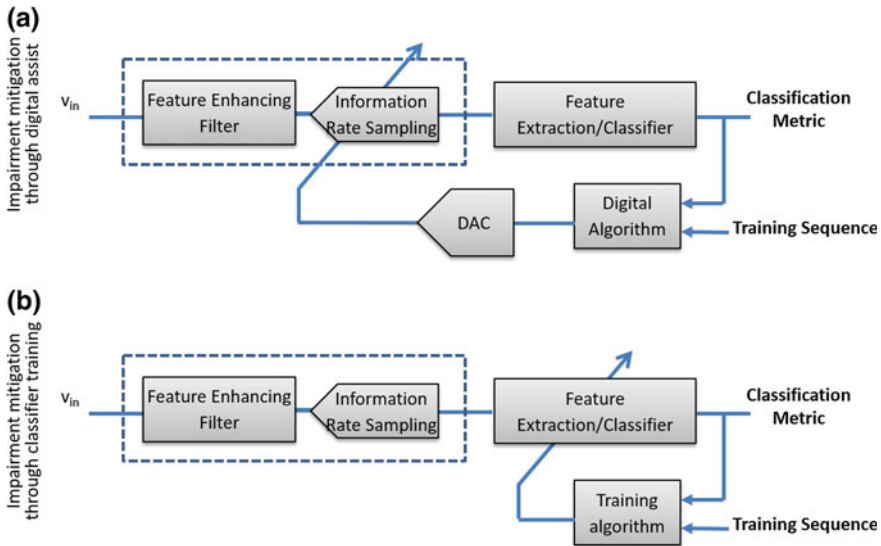 (a)
Impairment mitigation
through digital assist
v_in
Feature Enhancing
Filter
Information
Rate Sampling
Feature
Extraction/Classifier
Classification
Metric
DAC
Digital
Algorithm
Training Sequence
(b)
Impairment mitigation
through classifier training
v_in
Feature Enhancing
Filter
Information
Rate Sampling
Feature
Extraction/Classifier
Classification
Metric
Training
algorithm
Training Sequence